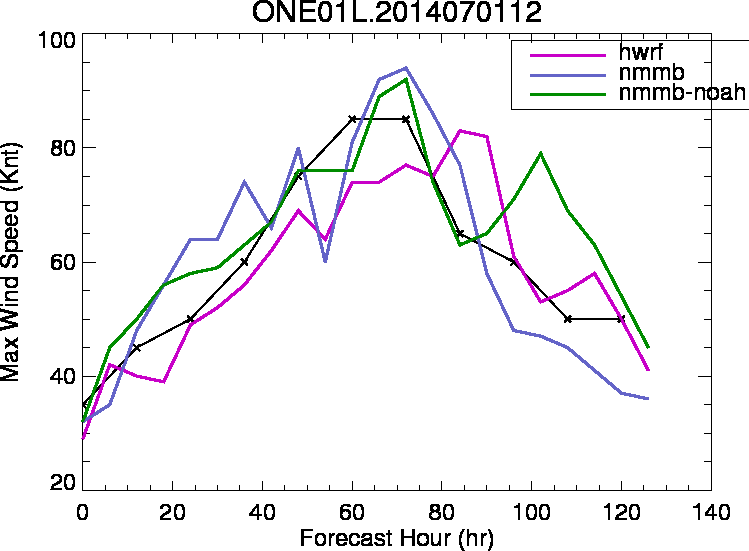 ONE01L.2014070112
hwrf
nmmb
nmmb-noah
Max Wind Speed (Knt)
100
80
60
40
20
0 20 40 60 80 100 120 140
Forecast Hour (hr)